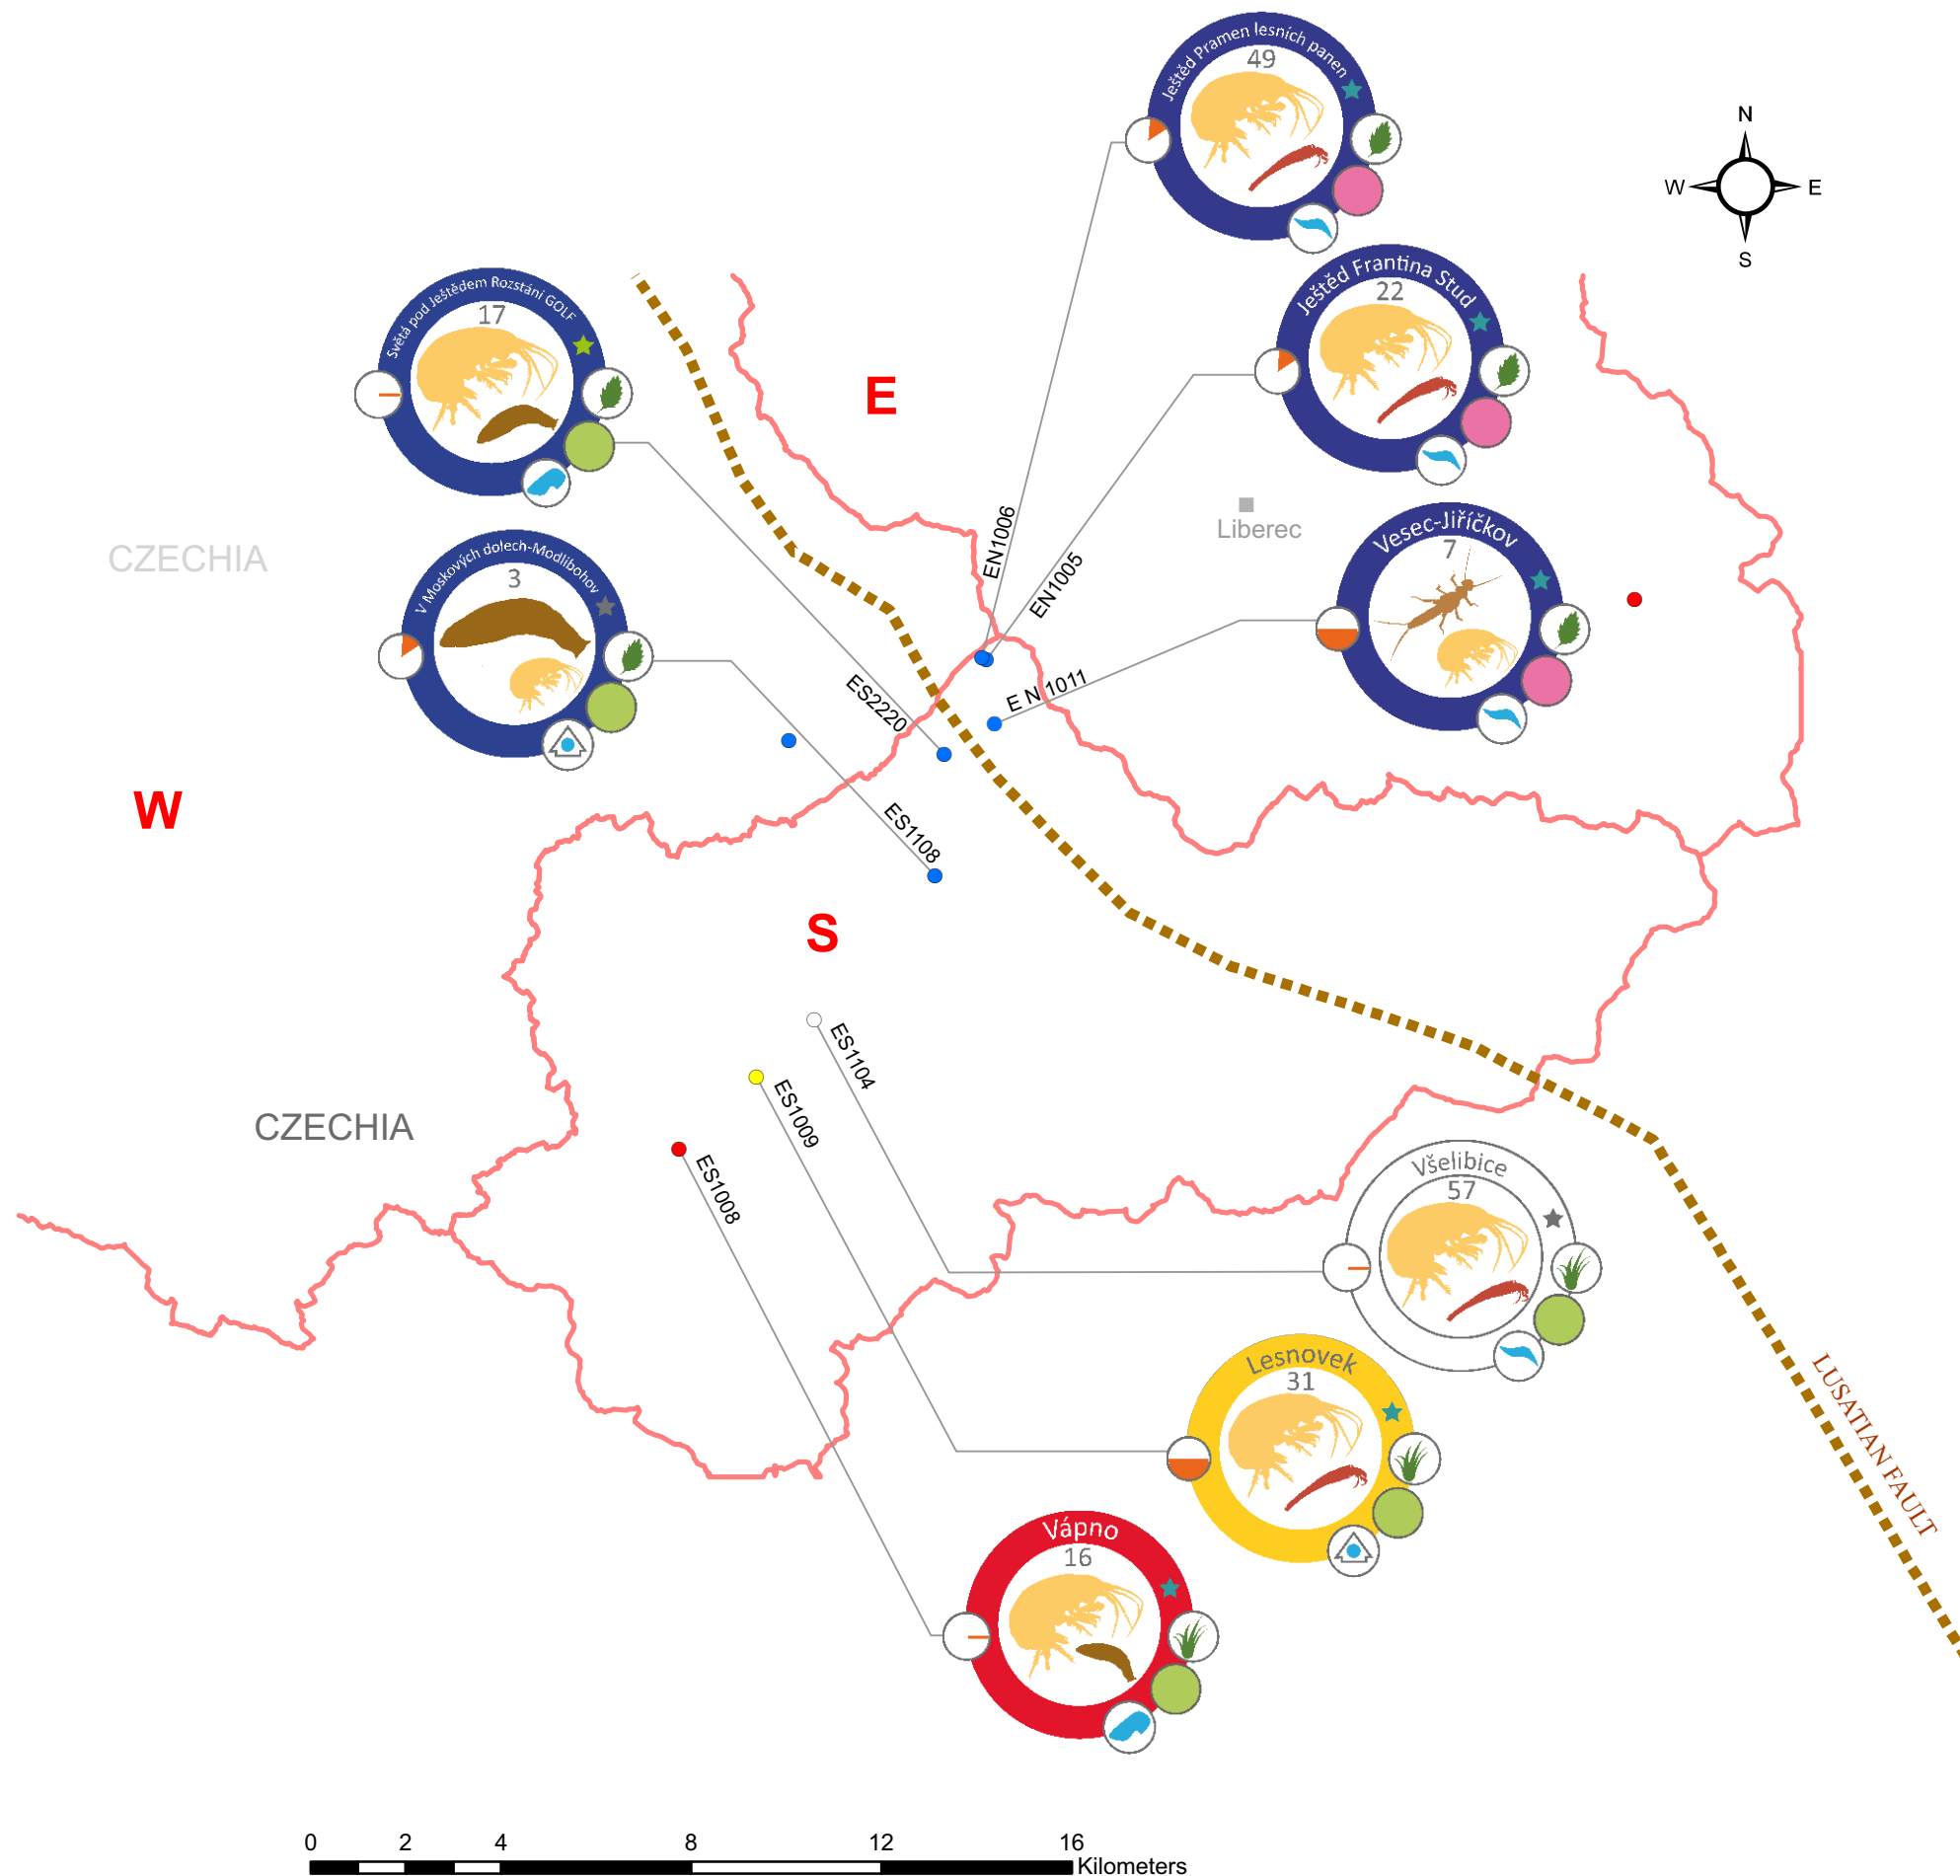 Ještěd Pramen lesních panen
49
N
W
E
S
Ještěd Frantina Stud
22
Světlá pod Ještědem Rozstání GOLF
17
E
Liberec
Vesec-Jiříčkov
7
CZECHIA
V Moskových dolech-Modlibohov
3
EN1006
EN1005
E N 1011
ES2220
W
ES1108
S
ES1104
ES1009
CZECHIA
ES1008
Všelibice
57
Lesnovek
31
LUSATIAN FAULT
Vápno
16
0
2
4
8
12
16
Kilometers